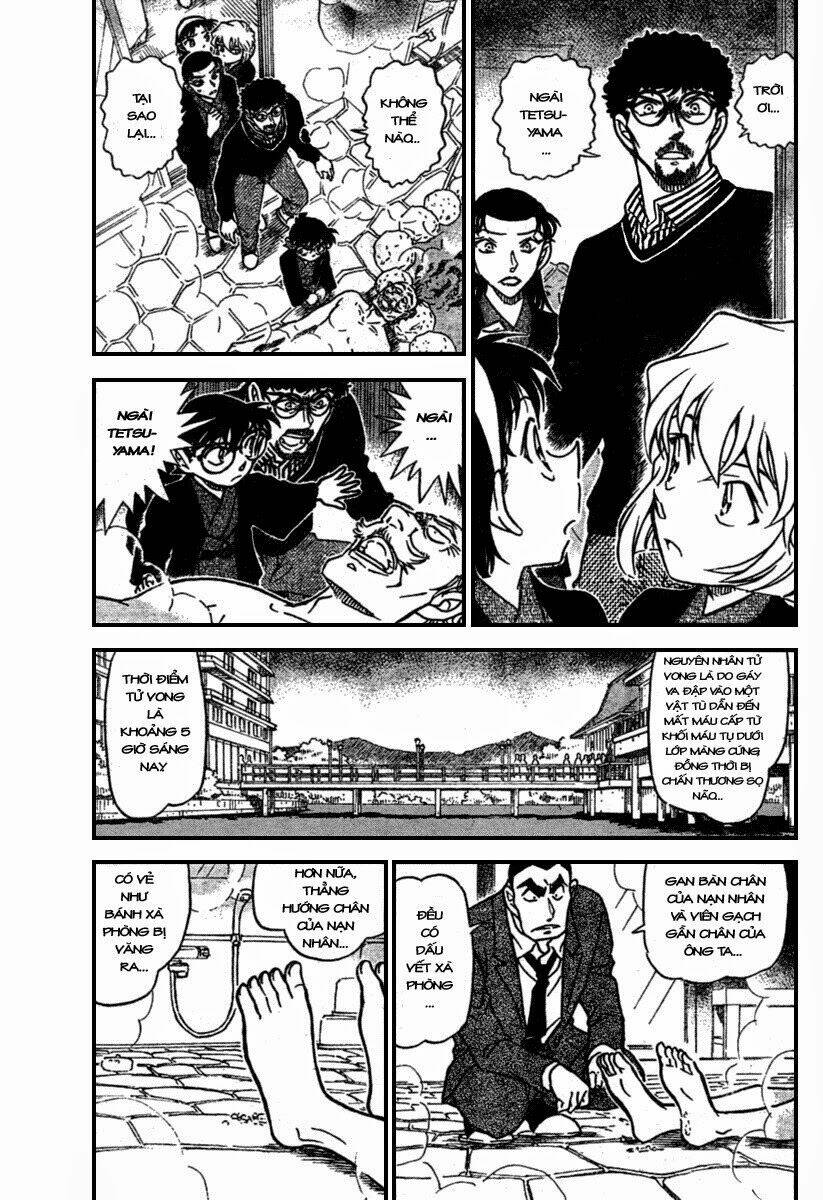 TRỜI
ƠI...
NGÀI
TETSU-
YAMA
...
KHÔNG
THỂ
NÀO...
TẠI
SAO
LẠI...
NGÀI
...
NGÀI
TETSU-
YAMA!
NGUYÊN NHÂN TỬ
VONG LÀ DO GÁY
VA ĐẬP VÀO MỘT
VẬT TÙ DẪN ĐẾN
MẤT MÁU CẤP TỪ
KHỐI MÁU TỤ DƯỚI
LỚP MÀNG CỨNG
ĐỒNG THỜI BỊ
CHẤN THƯƠNG SỌ
NÃO...
THỜI ĐIỂM
TỬ VONG
LÀ
KHOẢNG 5
GIỜ SÁNG
NAY.
GAN BÀN CHÂN
CỦA NẠN NHÂN
VÀ VIÊN GẠCH
GẦN CHÂN CỦA
ÔNG TA...
ĐỀU
CÓ
DẤU
VẾT XÀ
PHÒNG
...
HƠN NỮA,
THẲNG
HƯỚNG CHÂN
CỦA NẠN
NHÂN...
CÓ VẺ
NHƯ
BÁNH XÀ
PHÒNG BỊ
VĂNG
RA...